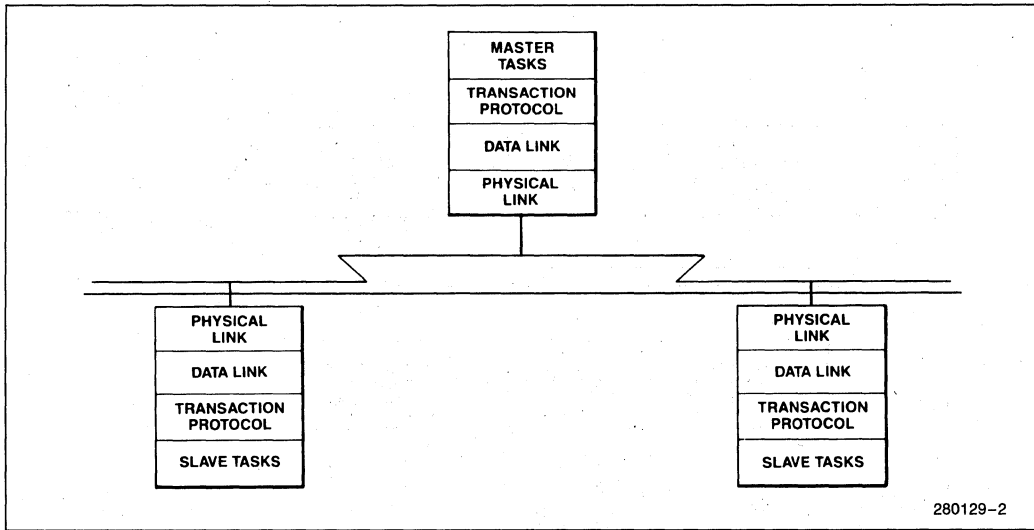 MASTER
TASKS
TRANSACTION
PROTOCOL
DATA LINK
PHYSICAL
LINK
PHYSICAL
LINK
DATA LINK
TRANSACTION
PROTOCOL
SLAVE TASKS
PHYSICAL
LINK
DATA LINK
TRANSACTION
PROTOCOL
SLAVE TASKS
280129-2